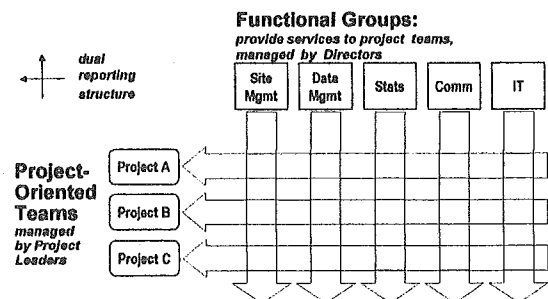 Functional Groups:
provide services to project teams,
managed by Directors
dual
reporting
structure
Site
Mgmt
Data
Mgmt
Stats
Comm
IT
Project-
Oriented
Teams
managed
by Project
Leaders
Project A
Project B
Project C